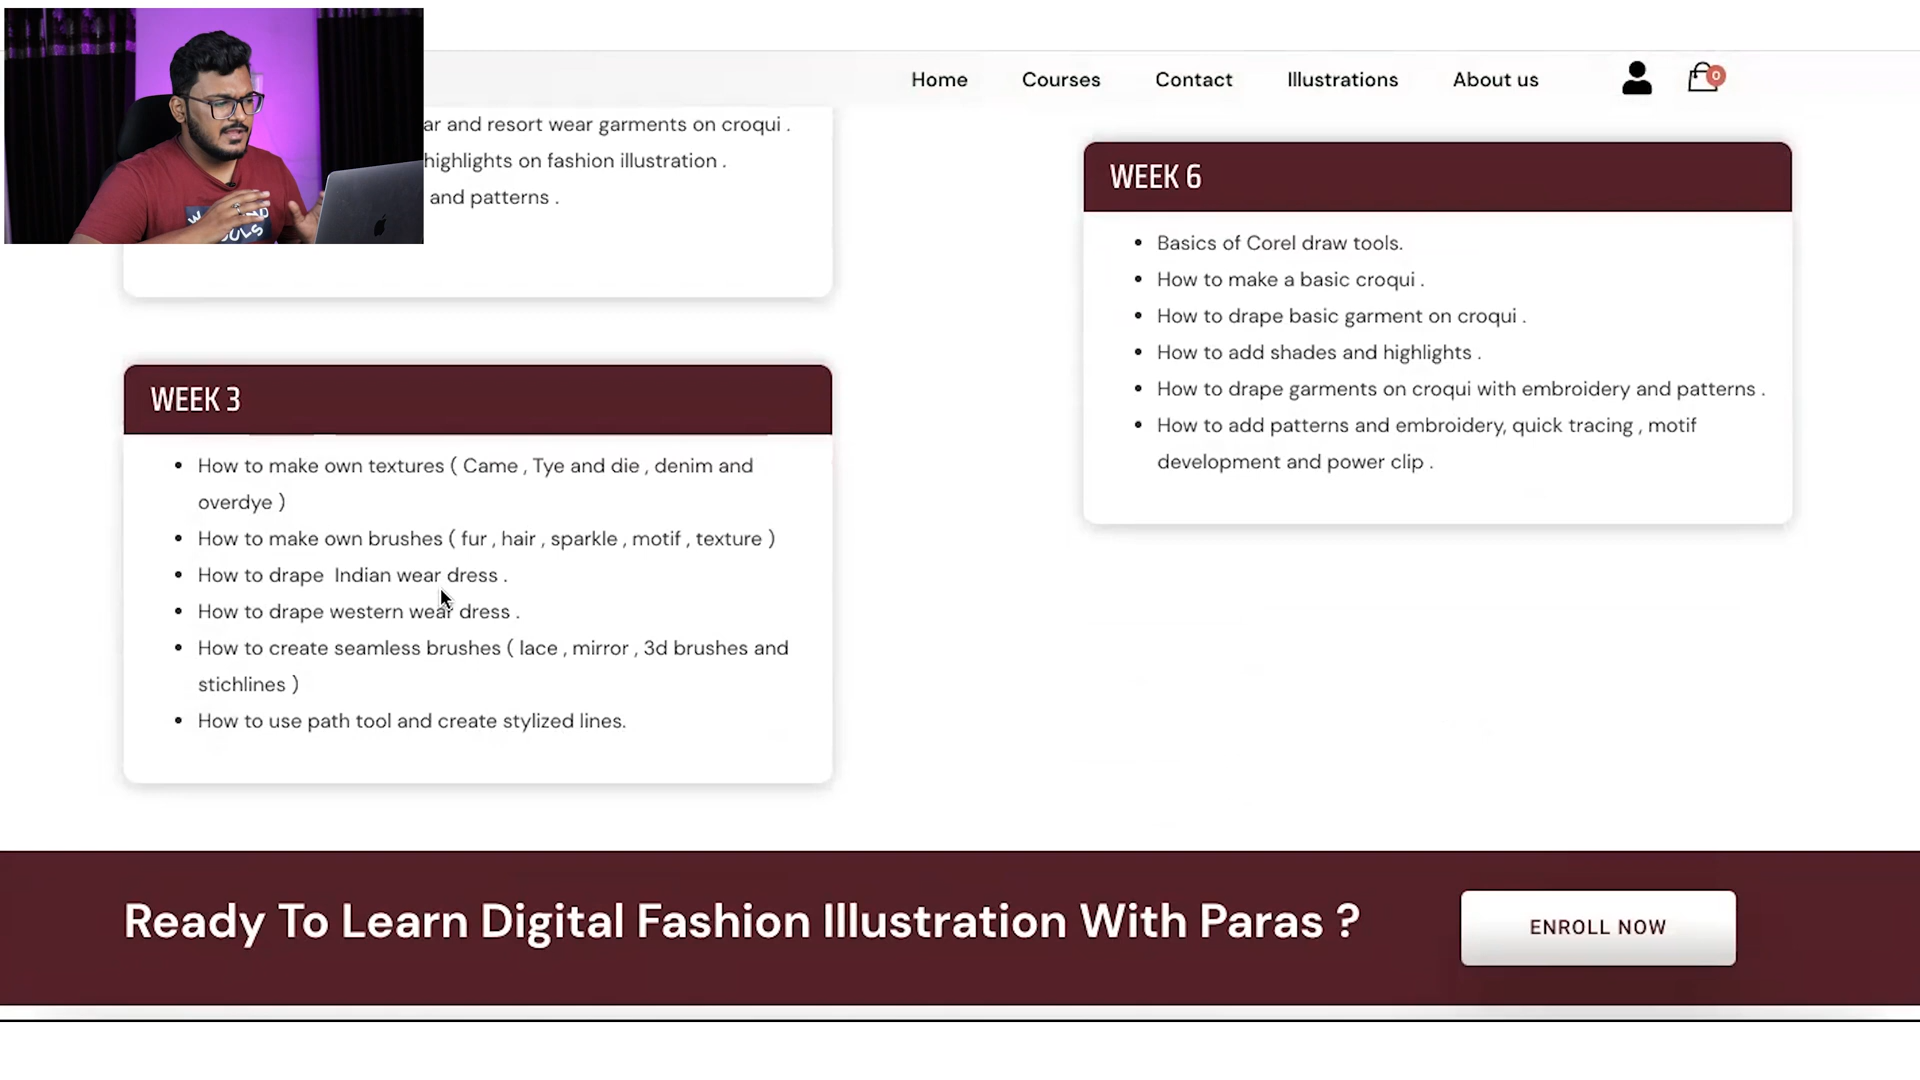 Home
Courses
Contact
Illustrations
About us
0
ar and resort wear garments on croqui .
highlights on fashion illustration .
and patterns .
WEEK 3
How to make own textures ( Came , Tye and die , denim and
overdye )
How to make own brushes ( fur , hair , sparkle , motif , texture )
How to drape  Indian wear dress .
How to drape western wear dress .
How to create seamless brushes ( lace , mirror , 3d brushes and
stichlines )
How to use path tool and create stylized lines.
WEEK 6
Basics of Corel draw tools.
How to make a basic croqui .
How to drape basic garment on croqui .
How to add shades and highlights .
How to drape garments on croqui with embroidery and patterns .
How to add patterns and embroidery, quick tracing , motif
development and power clip .
Ready To Learn Digital Fashion Illustration With Paras ?
ENROLL NOW